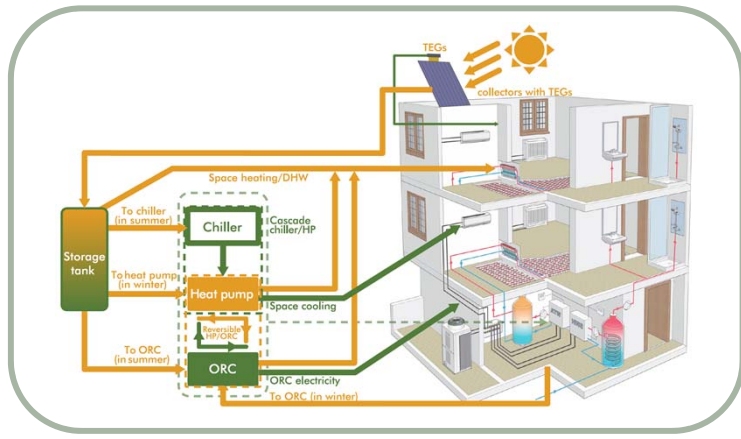 TEGs
collectors with TEGs
Space heating/DHW
To chiller
(in summer)
Chiller
Cascade
chiller/HP
Storage
tank
To heat pump
(in winter)
Heat pump
Space cooling
Reversible
HP/ORC
To ORC
(in summer)
ORC
ORC electricity
To ORC (in winter)